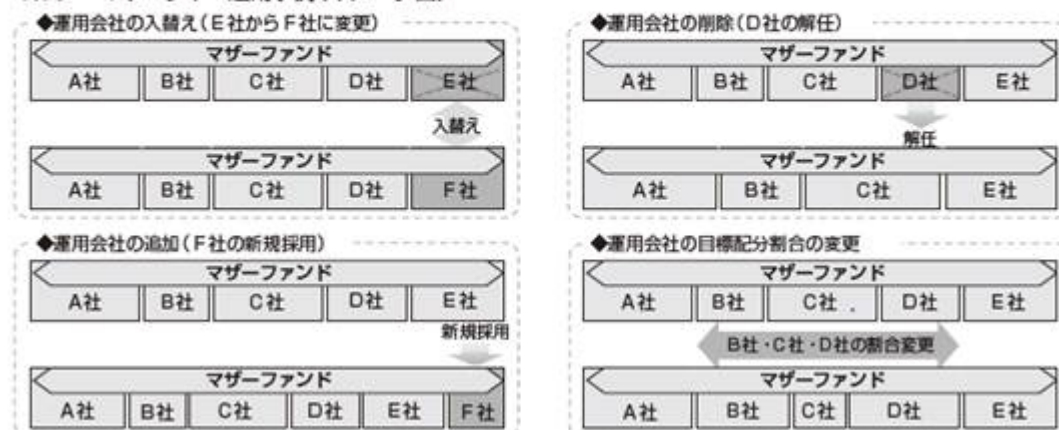 ◆運用会社の入替え(E社からF社に変更)
マザーファンド
A社 B社 C社 D社 E社
入替え
マザーファンド
A社 B社 C社 D社 F社
◆運用会社の削除(D社の解任)
マザーファンド
A社 B社 C社 D社 E社
解任
マザーファンド
A社 B社 C社 E社
◆運用会社の追加(F社の新規採用)
マザーファンド
A社 B社 C社 D社 E社
新規採用
マザーファンド
A社 B社 C社 D社 E社 F社
◆運用会社の目標配分割合の変更
マザーファンド
A社 B社 C社 D社 E社
B社・C社・D社の割合変更
マザーファンド
A社 B社 C社 D社 E社